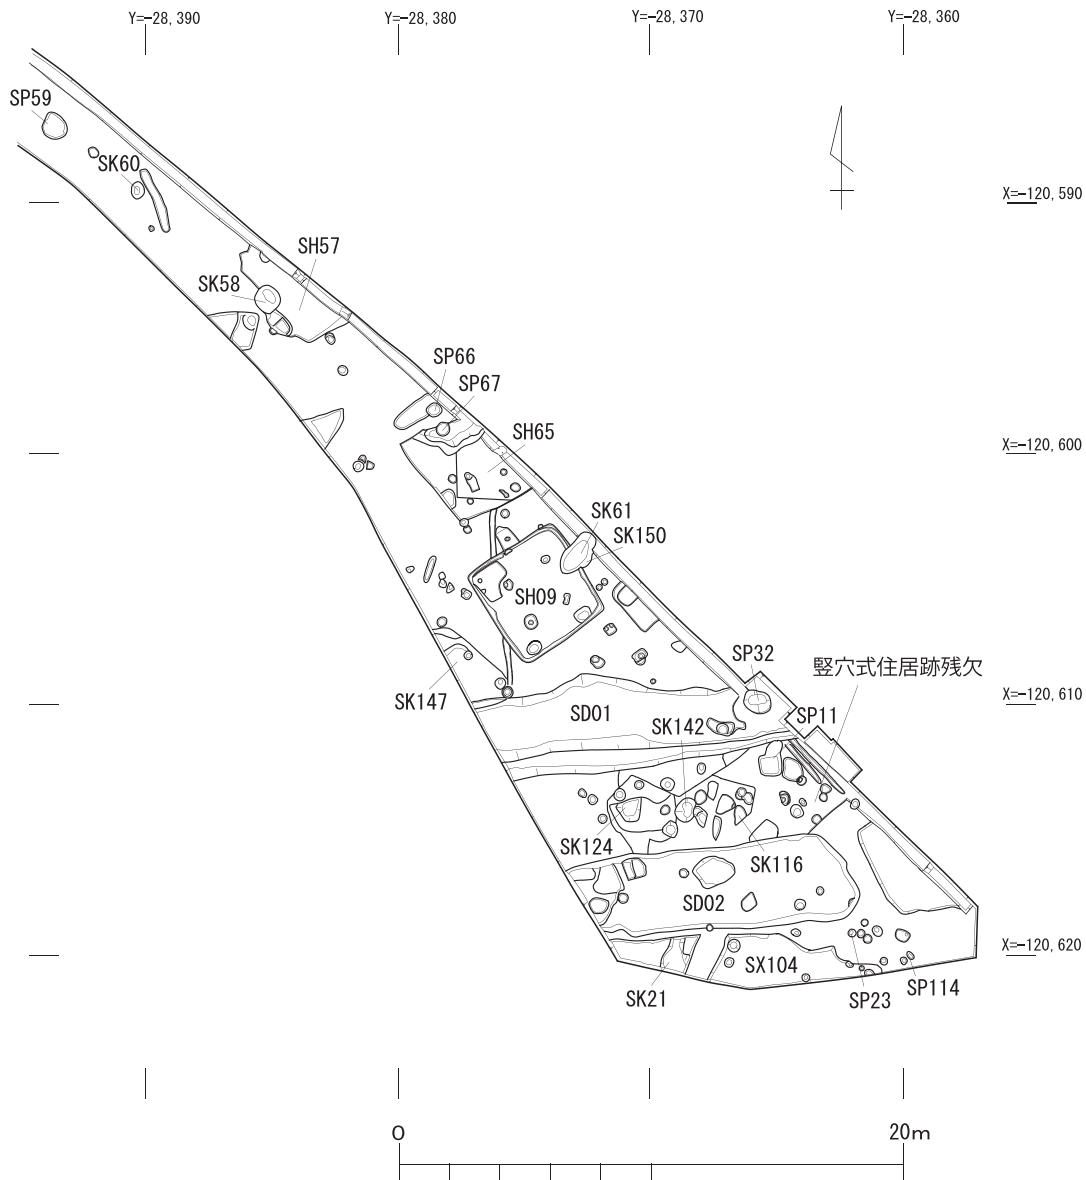 Y=-28,390
Y=-28,380
Y=-28,370
Y=-28,360
SP59
SK60
X=-120,590
SH57
SK58
SP66
SP67
SH65
X=-120,600
SK61
SK150
SH09
SP32
竪穴式住居跡残欠
SK147
X=-120,610
SD01
SK142
SP11
SK124
SK116
SD02
X=-120,620
SX104
SK21
SP23
SP114
0
20m